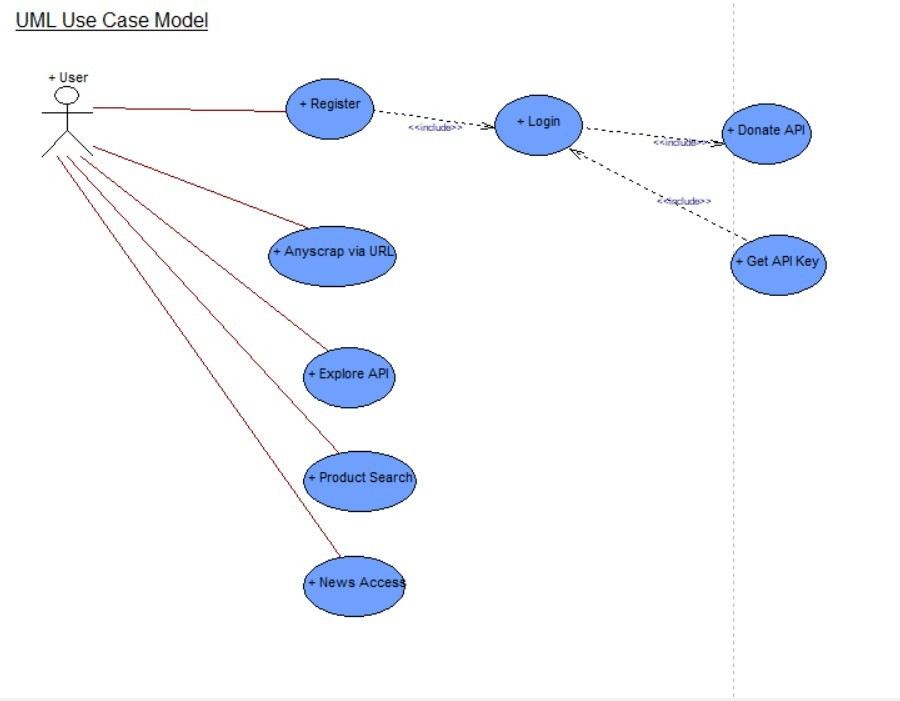 UML Use Case Model
+ User
+ Register
<<include>>
+ Login
<<include>>
+ Donate API
<<include>>
+ Anyscrap via URL
+ Get API Key
+ Explore API
+ Product Search
+ News Access